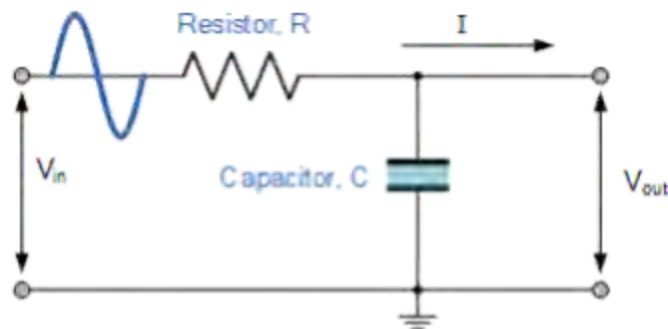 Resistor, R
I
Vin
Capacitor, C
Vout